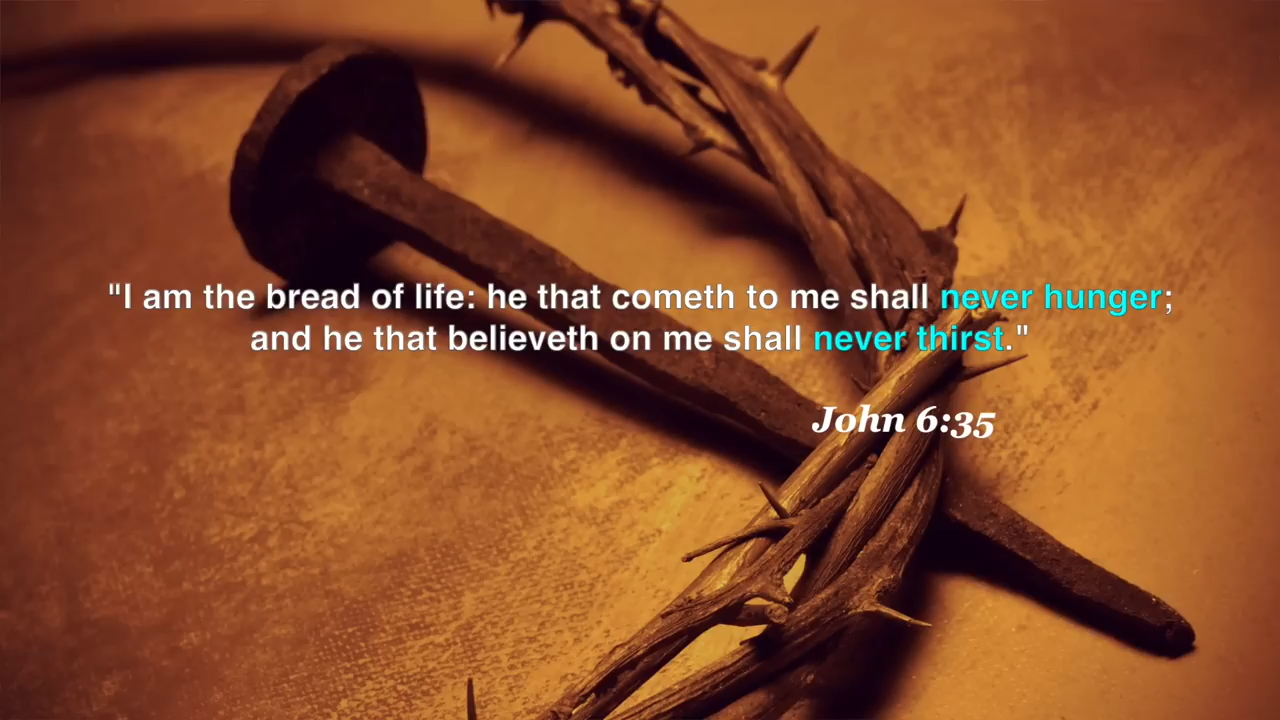 "I am the bread of life: he that cometh to me shall never hunger;
and he that believeth on me shall never thirst."
John 6:35